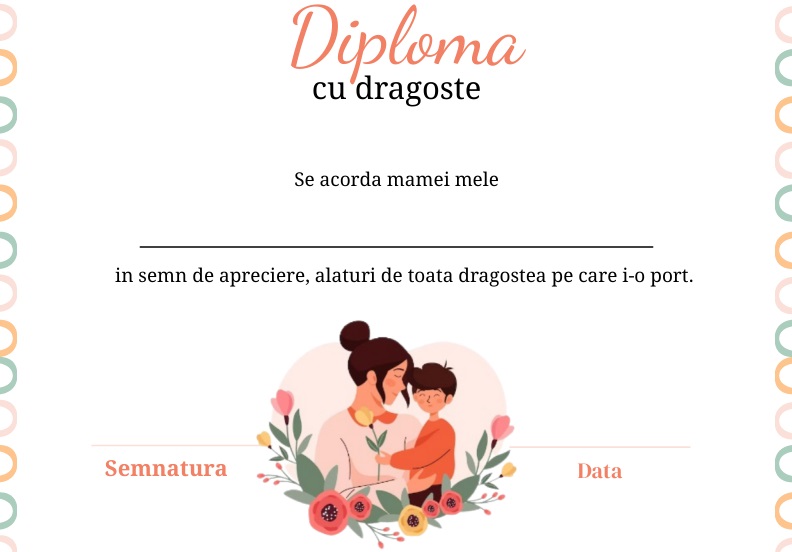 Diploma
cu dragoste
Se acorda mamei mele
in semn de apreciere, alaturi de toata dragostea pe care i-o port.
Semnatura
Data